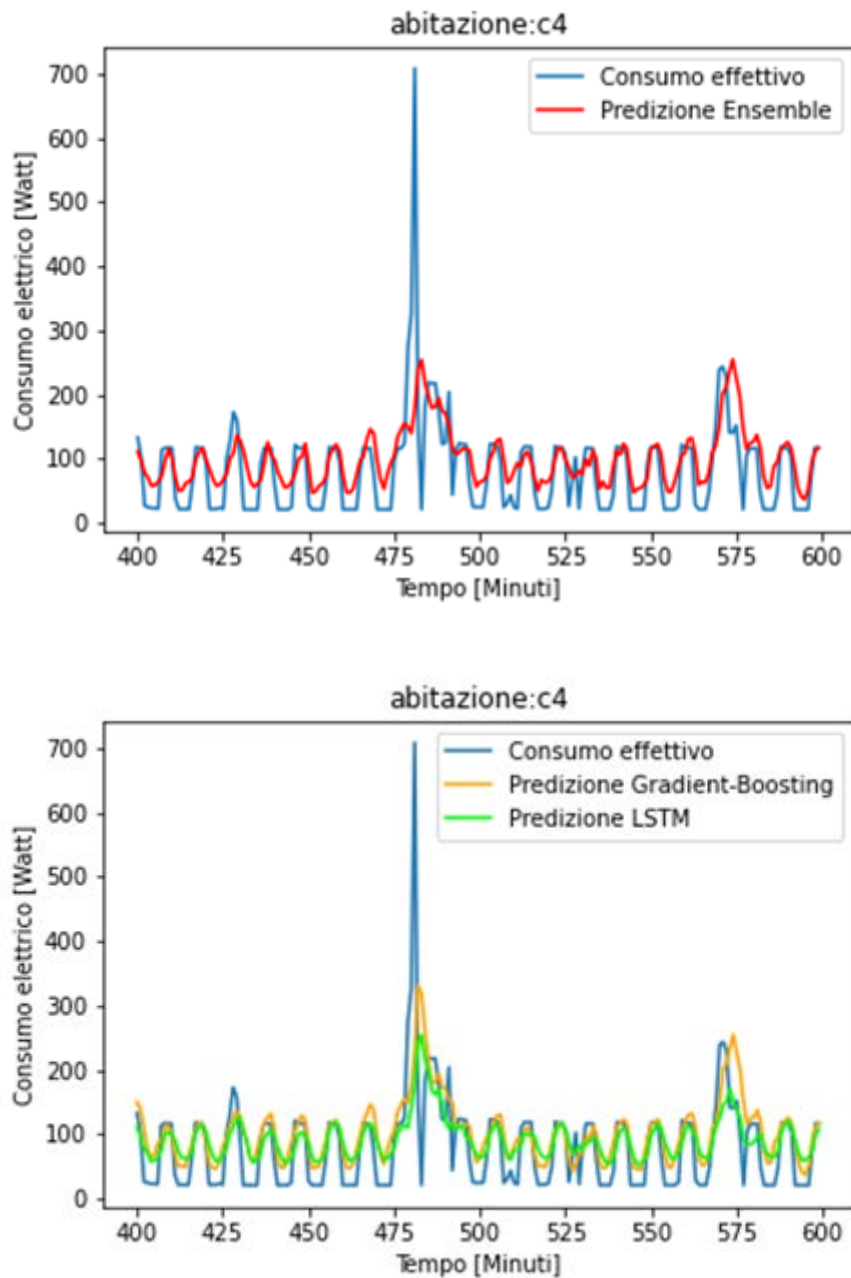 abitazione:c4
Consumo effettivo
Predizione Ensemble
Consumo elettrico [Watt]
700
600
500
400
300
200
100
0
400 425 450 475 500 525 550 575 600
Tempo [Minuti]
abitazione:c4
Consumo effettivo
Predizione Gradient-Boosting
Predizione LSTM
Consumo elettrico [Watt]
700
600
500
400
300
200
100
0
400 425 450 475 500 525 550 575 600
Tempo [Minuti]